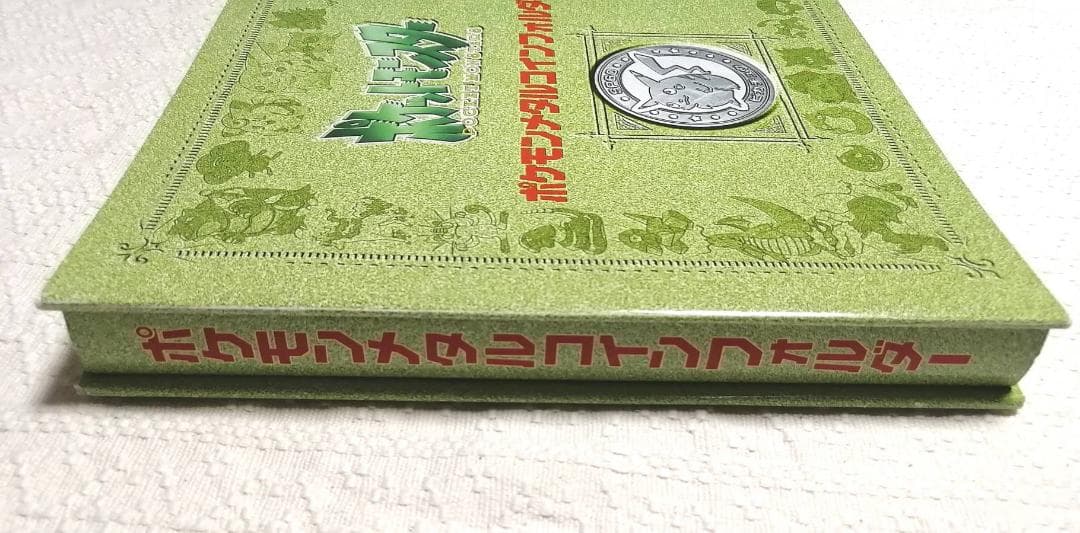 ポケットモンスター
POCKET MONSTERS
ポケモンメタルコインフォルダ
ポケモンメタルコインフォルダー